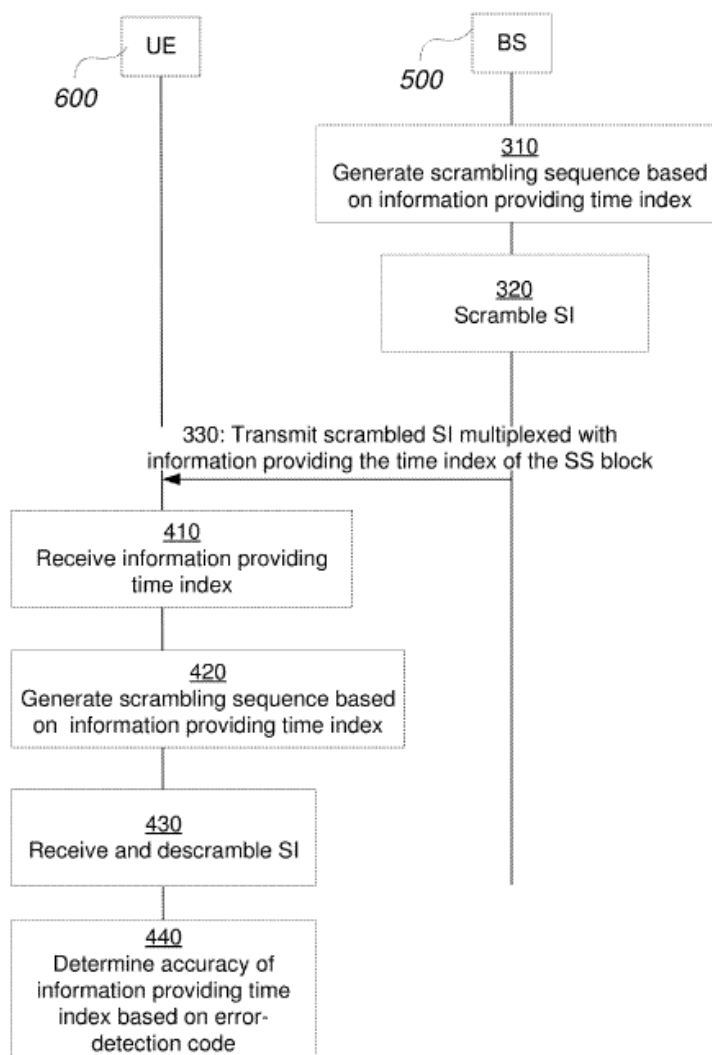 UE
BS
600
500
310
Generate scrambling sequence based
on information providing time index
320
Scramble SI
330: Transmit scrambled SI multiplexed with
information providing the time index of the SS block
410
Receive information providing
time index
420
Generate scrambling sequence based
on information providing time index
430
Receive and descramble SI
440
Determine accuracy of
information providing time
index based on error-
detection code